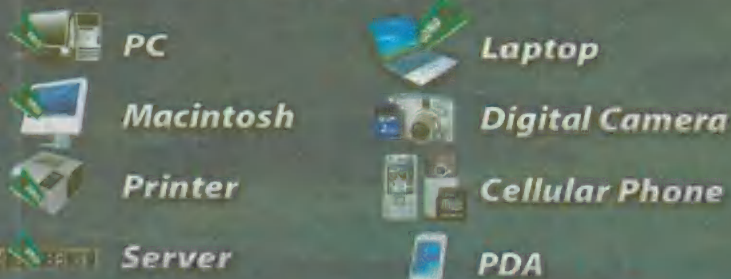 PC
Laptop
Macintosh
Digital Camera
Printer
Cellular Phone
Server
PDA